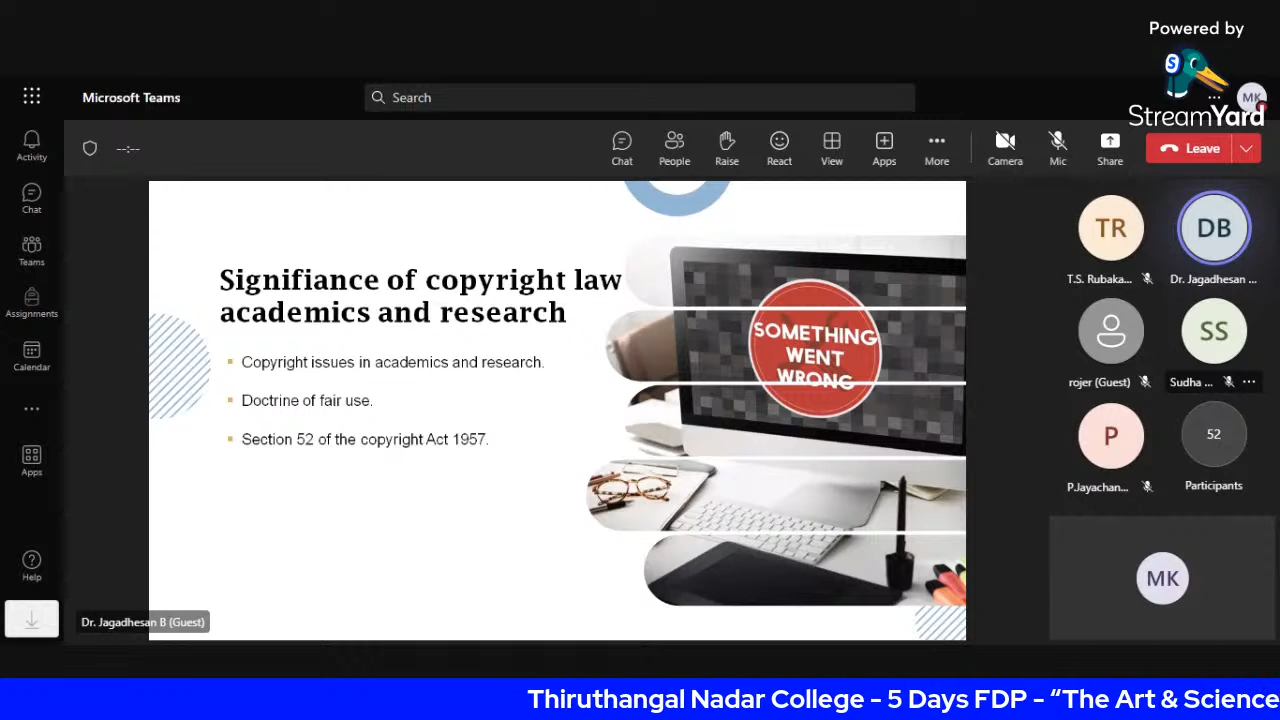 Powered by
StreamYard
Microsoft Teams
Search
MK
Activity
Chat
Teams
Assignments
Calendar
Apps
Help
--:--
Chat
People
Raise
React
View
Apps
More
Camera
Mic
Share
Leave
Signifiance of copyright law
academics and research
Copyright issues in academics and research.
Doctrine of fair use.
Section 52 of the copyright Act 1957.
SOMETHING
WENT
WRONG
TR
T.S. Rubaka...
DB
Dr. Jagadhesan ...
rojer (Guest)
SS
Sudha ...
P
P.Jayachan...
52
Participants
MK
Dr. Jagadhesan B (Guest)
Thiruthangal Nadar College - 5 Days FDP - “The Art & Science